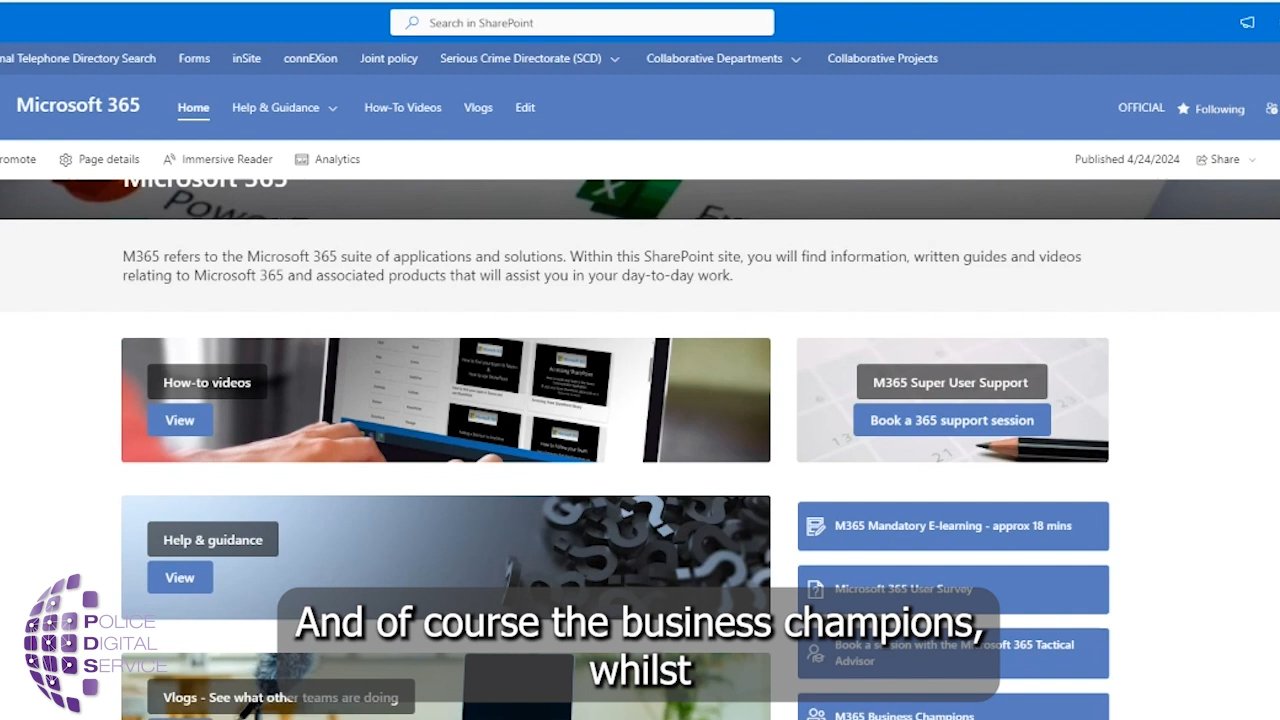 Search in SharePoint
nal Telephone Directory Search Forms inSite connEXion Joint policy Serious Crime Directorate (SCD) Collaborative Departments Collaborative Projects
Microsoft 365 Home Help & Guidance How-To Videos Vlogs Edit OFFICIAL Following
romote Page details Immersive Reader Analytics Published 4/24/2024 Share
Microsoft 365
M365 refers to the Microsoft 365 suite of applications and solutions. Within this SharePoint site, you will find information, written guides and videos
relating to Microsoft 365 and associated products that will assist you in your day-to-day work.
How-to videos
View
M365 Super User Support
Book a 365 support session
Help & guidance
View
M365 Mandatory E-learning - approx 18 mins
Microsoft 365 User Survey
Book a session with the Microsoft 365 Tactical
Advisor
M365 Business Champions
Vlogs - See what other teams are doing
And of course the business champions,
whilst
POLICE
DIGITAL
SERVICE